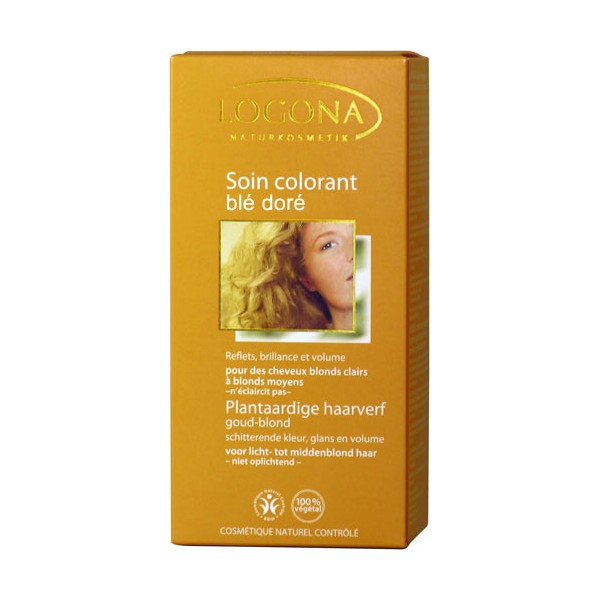 LOGONA
NATURKOSMETIK
Soin colorant
blé doré
Reflets, brillance et volume
pour des cheveux blonds clairs
à blonds moyens
–n'éclaircit pas–
Plantaardige haarverf
goud-blond
schitterende kleur, glans en volume
voor licht- tot middenblond haar
– niet oplichtend –
100%
végétal
COSMÉTIQUE NATUREL CONTRÔLÉ